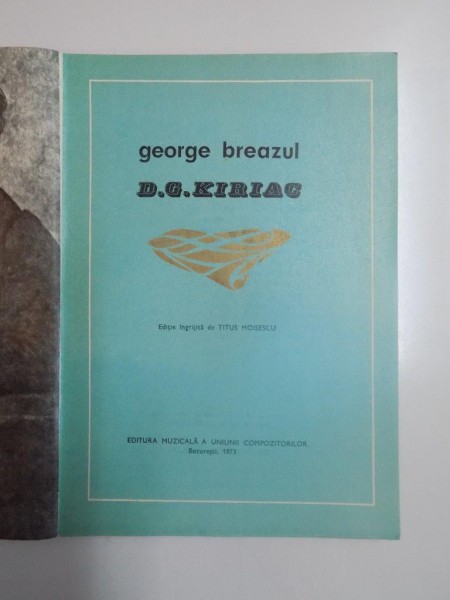 george breazul
D.G.KIRIAC
Ediție îngrijită de TITUS MOISESCU
EDITURA MUZICALĂ A UNIUNII COMPOZITORILOR
București, 1973